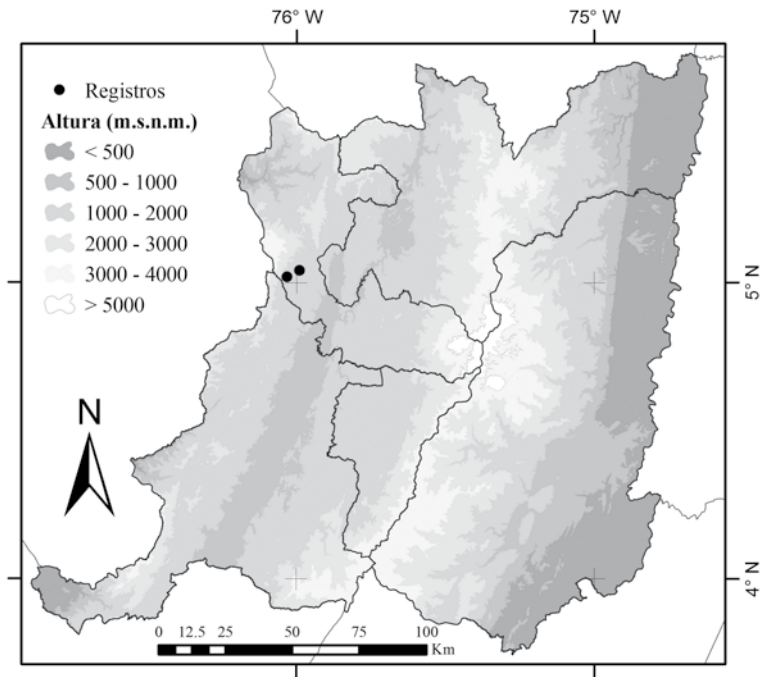 76° W 75° W
Registros
Altura (m.s.n.m.)
< 500
500 - 1000
1000 - 2000
2000 - 3000
3000 - 4000
> 5000
5° N
N
4° N
0 12.5 25 50 75 100
Km